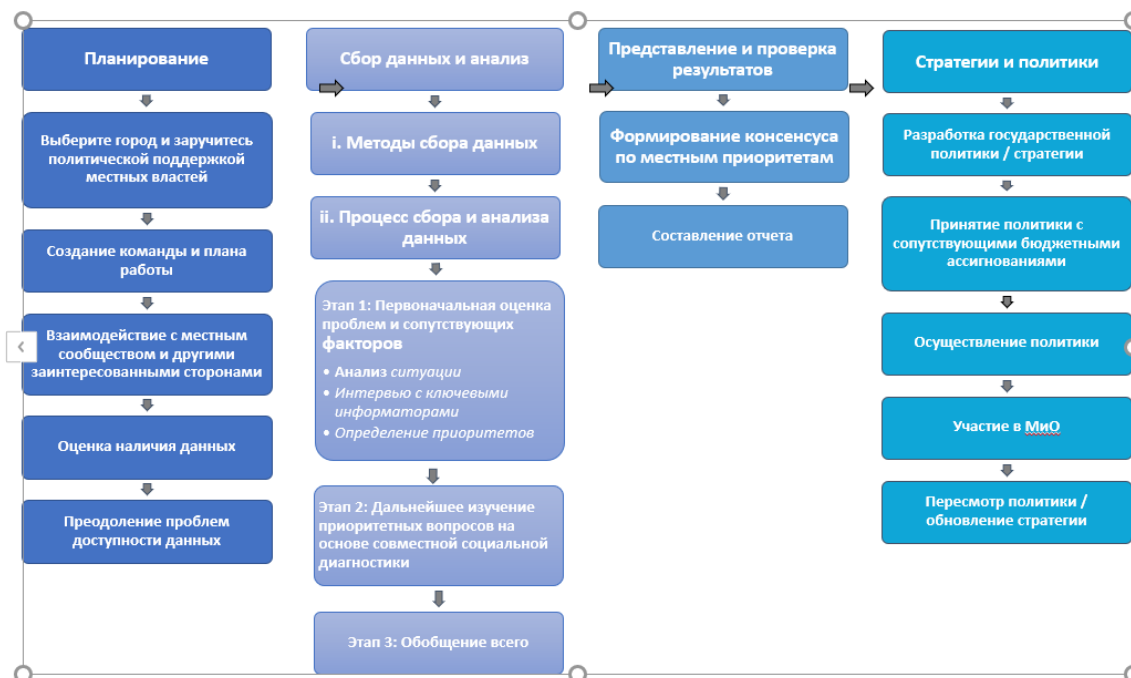 Планирование
Выберите город и заручитесь
политической поддержкой
местных властей
Создание команды и плана
работы
Взаимодействие с местным
сообществом и другими
заинтересованными сторонами
Оценка наличия данных
Преодоление проблем
доступности данных
Сбор данных и анализ
i. Методы сбора данных
ii. Процесс сбора и анализа
данных
Этап 1: Первоначальная оценка
проблем и сопутствующих
факторов
• Анализ ситуации
• Интервью с ключевыми
информаторами
• Определение приоритетов
Этап 2: Дальнейшее изучение
приоритетных вопросов на
основе совместной социальной
диагностики
Этап 3: Обобщение всего
Представление и проверка
результатов
Формирование консенсуса
по местным приоритетам
Составление отчета
Стратегии и политики
Разработка государственной
политики / стратегии
Принятие политики с
сопутствующими бюджетными
ассигнованиями
Осуществление политики
Участие в МиО
Пересмотр политики /
обновление стратегии